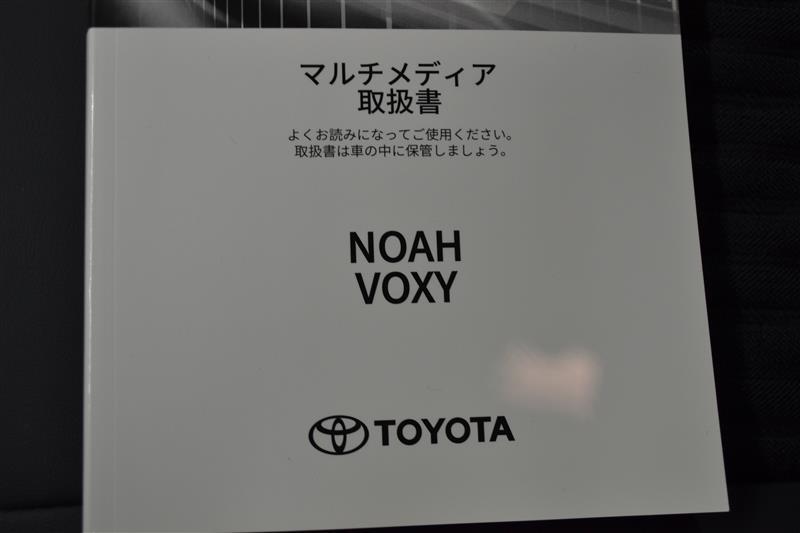 マルチメディア
取扱書
よくお読みになってご使用ください。
取扱書は車の中に保管しましょう。
NOAH
VOXY
TOYOTA